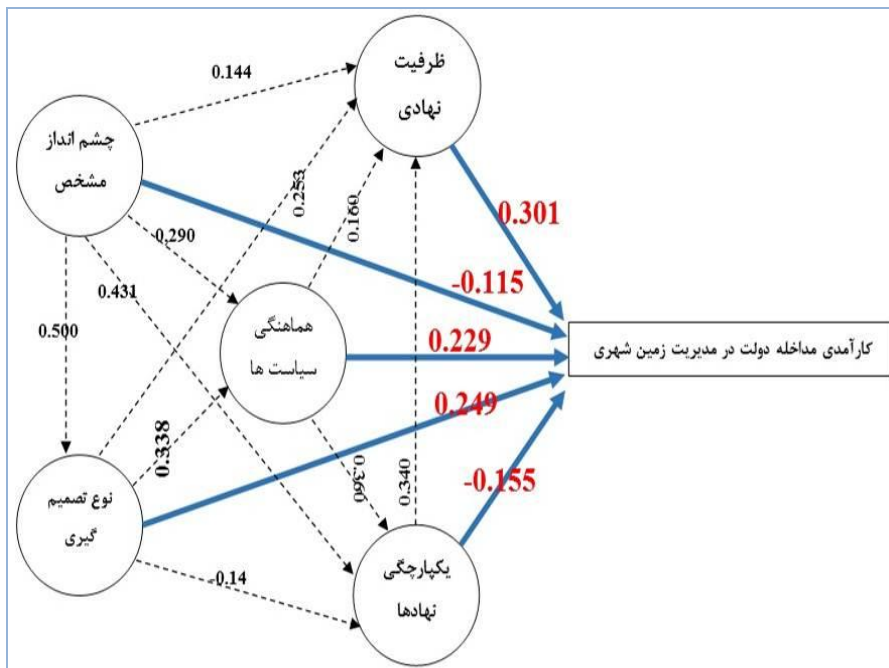 ظرفیت
نهادی
0.144
چشم انداز
مشخص
0.253
0.160
0.301
0.290
-0.115
0.431
0.500
هماهنگی
سیاست ها
0.229
کارآمدی مداخله دولت در مدیریت زمین شهری
0.338
0.249
0.360
0.340
-0.155
نوع تصمیم
گیری
-0.14
یکپارچگی
نهادها